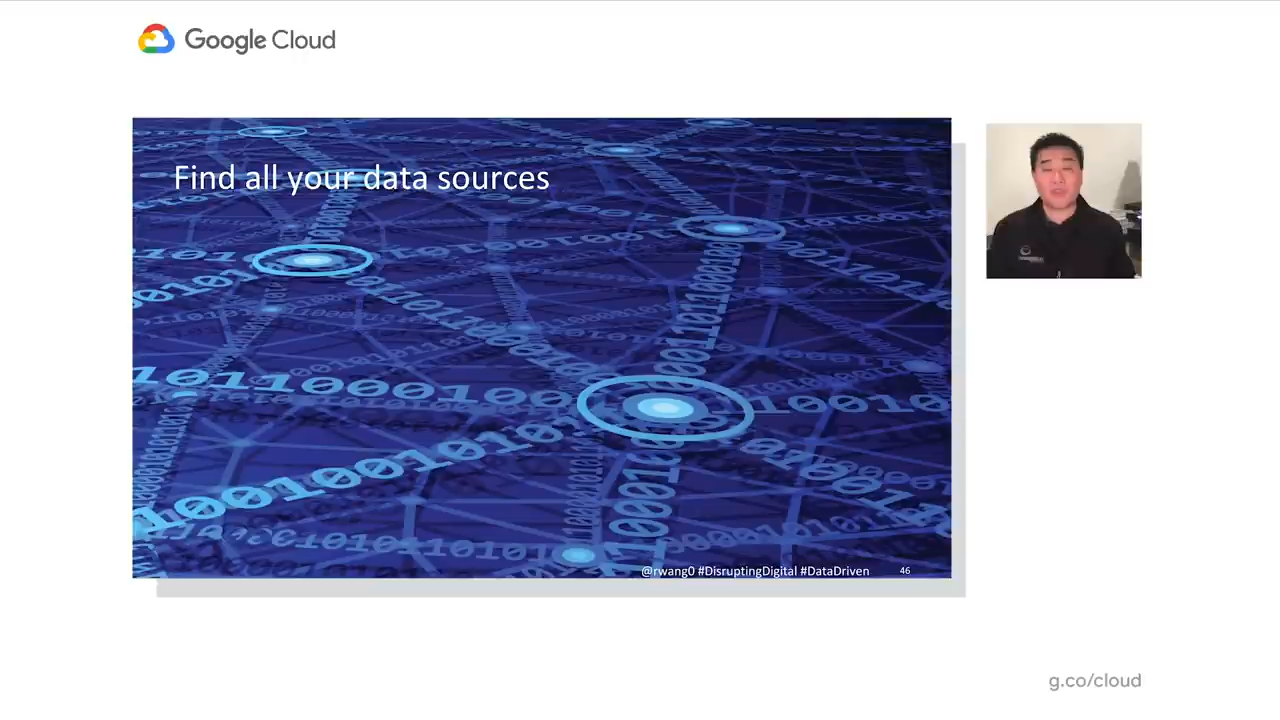 Google Cloud
Find all your data sources
@rwang0 #DisruptingDigital #DataDriven
46
g.co/cloud